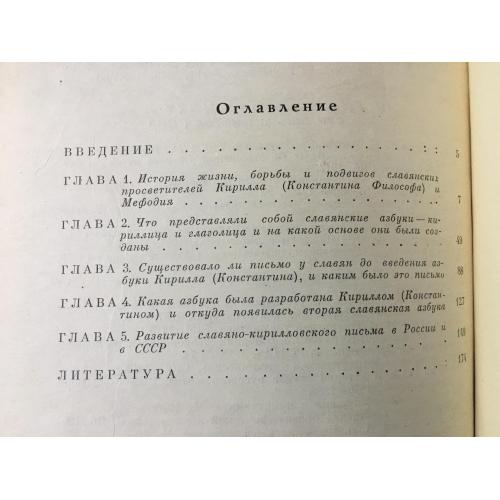 Оглавление
ВВЕДЕНИЕ . . . . . . . . . . . . . . . 5
ГЛАВА 1. История жизни, борьбы и подвигов славянских
просветителей Кирилла (Константина Философа) и
Мефодия . . . . . . . . . . . . . 7
ГЛАВА 2. Что представляли собой славянские азбуки — ки-
риллица и глаголица и на какой основе они были соз-
даны . . . . . . . . . . . . . . 49
ГЛАВА 3. Существовало ли письмо у славян до введения аз-
буки Кирилла (Константина), и каким было это письмо 88
ГЛАВА 4. Какая азбука была разработана Кириллом (Констан-
тином) и откуда появилась вторая славянская азбука 127
ГЛАВА 5. Развитие славяно-кирилловского письма в России и
в СССР . . . . . . . . . . . . .
ЛИТЕРАТУРА . . . . . . . . . . . . . 174